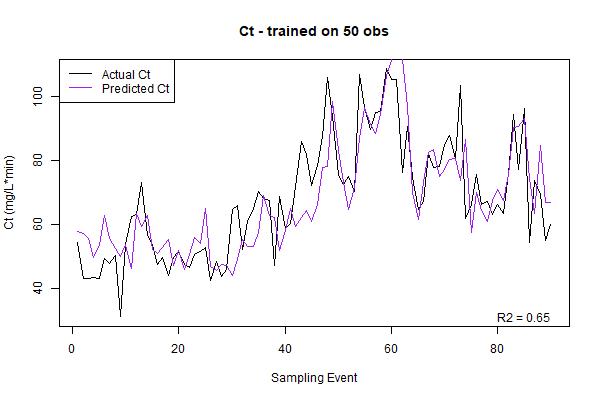 Ct - trained on 50 obs
Actual Ct
Predicted Ct
Ct (mg/L*min)
100
80
60
40
R2 = 0.65
0
20
40
60
80
Sampling Event